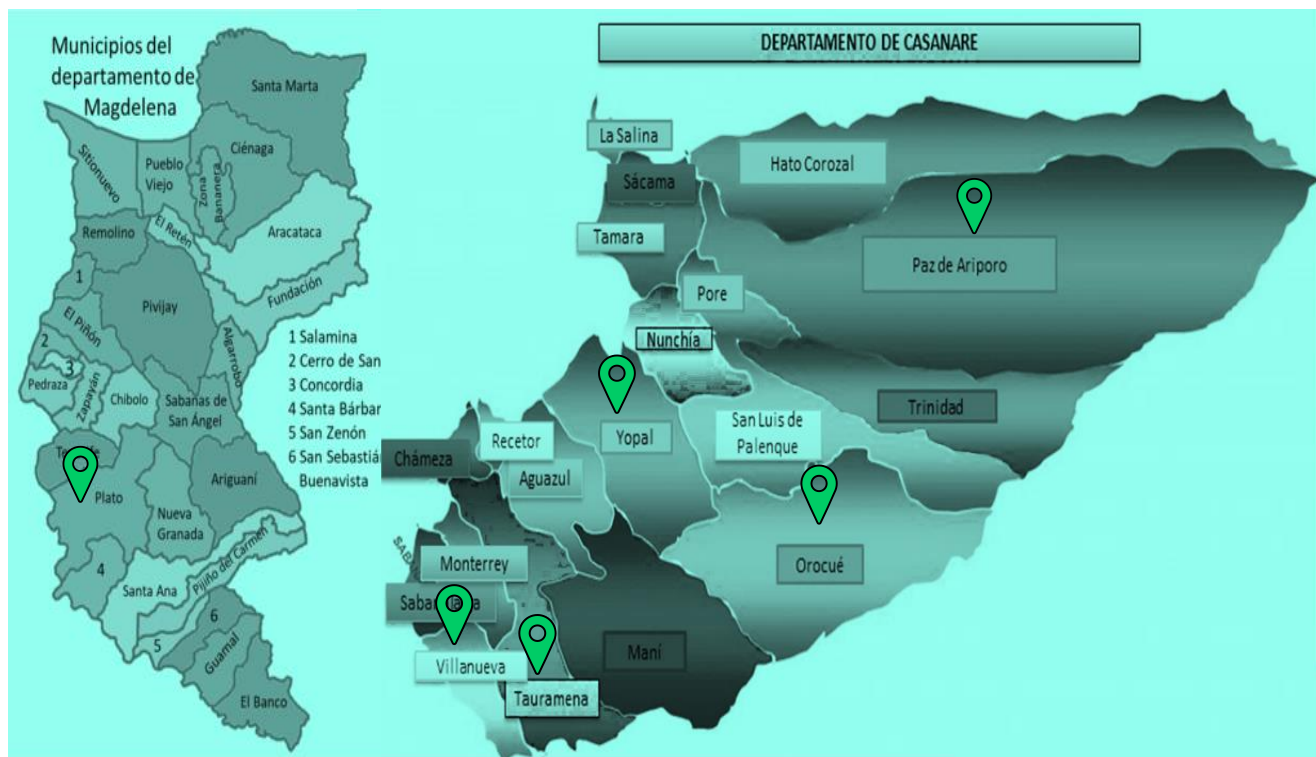 Municipios del
departamento de
Magdelena
Santa Marta
Sitionuevo
Pueblo
Viejo
Ciénaga
Zona
Bananera
El Retén
Aracataca
Remolino
Fundación
1
Pivijay
El Piñón
Algarrobo
2
3
Pedraza
Zapayán
Chibolo
Sabanas de
San Ángel
Plato
Nueva
Granada
Ariguaní
4
Santa Ana
Pijiño del Carmen
5
6
Guamal
El Banco
1 Salamina
2 Cerro de San
3 Concordia
4 Santa Bárbar
5 San Zenón
6 San Sebastián
Buenavista
DEPARTAMENTO DE CASANARE
La Salina
Hato Corozal
Sácama
Tamara
Paz de Ariporo
Pore
Nunchía
Trinidad
San Luis de
Palenque
Yopal
Recetor
Chámeza
Aguazul
Orocué
Monterrey
Maní
Villanueva
Tauramena